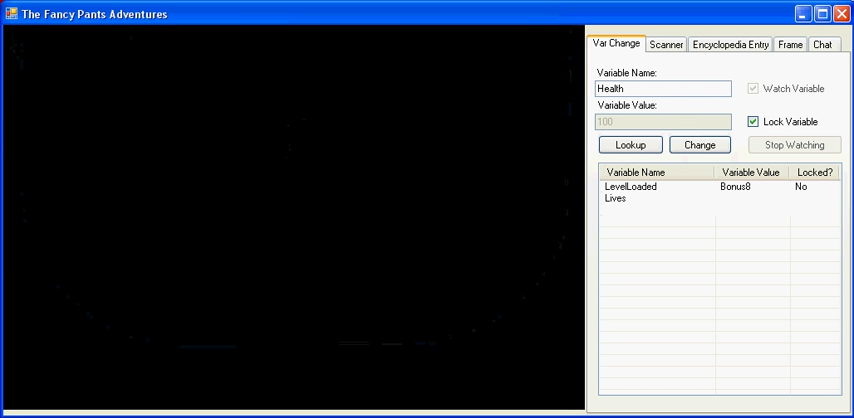 The Fancy Pants Adventures
Var Change Scanner Encyclopedia Entry Frame Chat
Variable Name:
Health
Watch Variable
Variable Value:
100
Lock Variable
Lookup Change Stop Watching
Variable Name Variable Value Locked?
LevelLoaded Bonus8 No
Lives